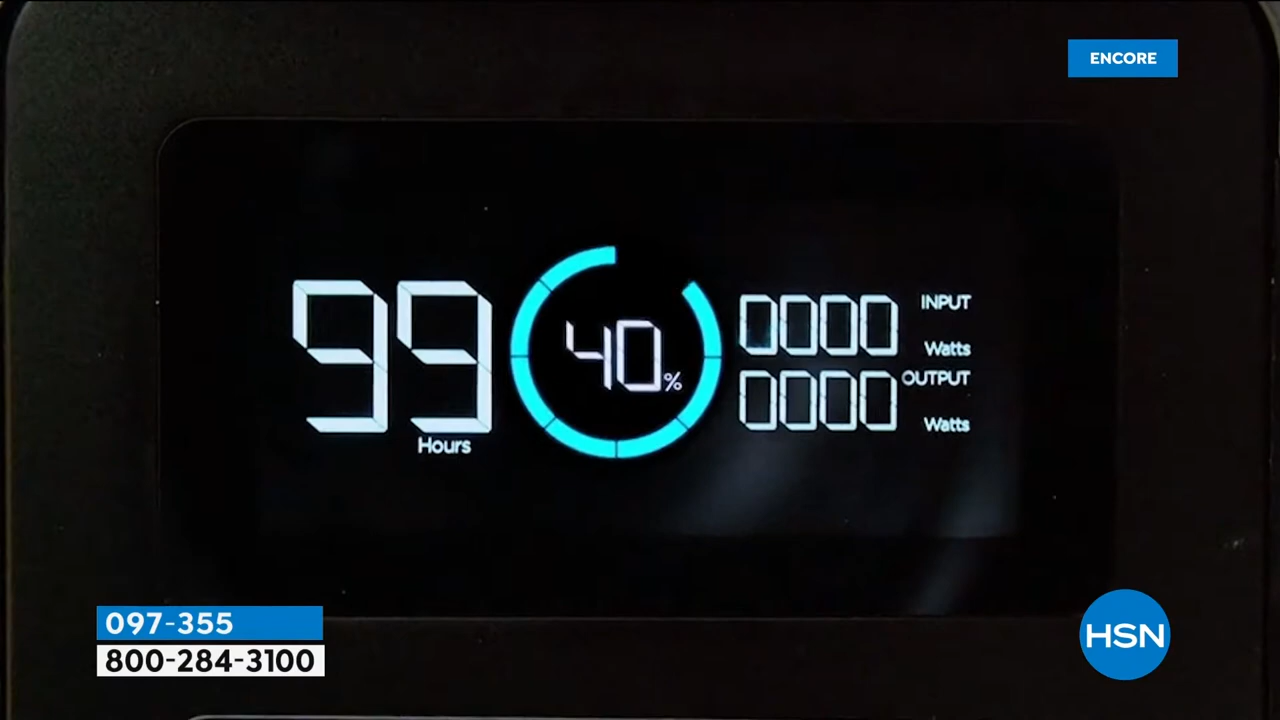 ENCORE
99
Hours
40%
0000
INPUT
Watts
0000
OUTPUT
Watts
097-355
800-284-3100
HSN